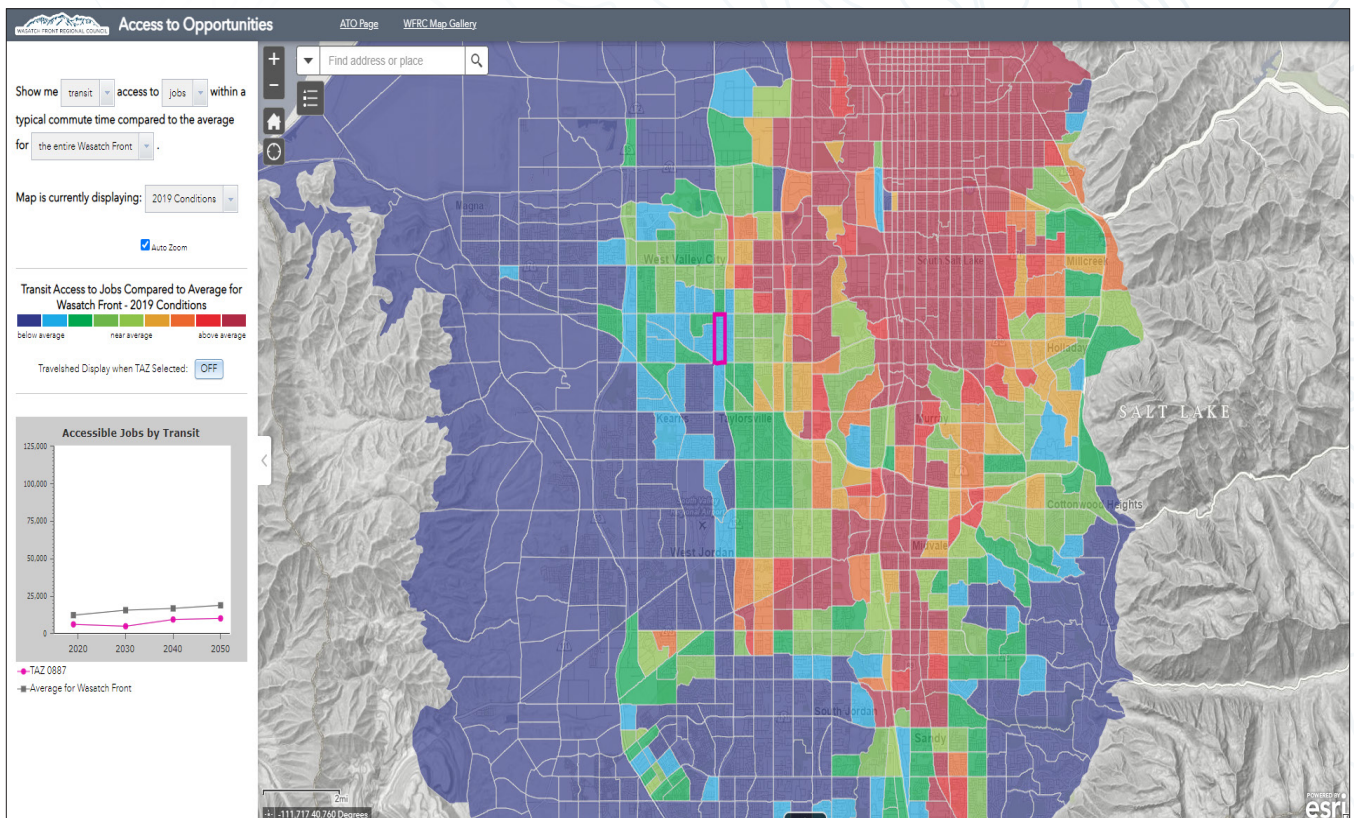 WASATCH FRONT REGIONAL COUNCIL
Access to Opportunities
ATO Page
WFRC Map Gallery
Show me transit access to jobs within a
typical commute time compared to the average
for the entire Wasatch Front .
Map is currently displaying: 2019 Conditions
Auto Zoom
Transit Access to Jobs Compared to Average for
Wasatch Front - 2019 Conditions
below average near average above average
Travelshed Display when TAZ Selected: OFF
Accessible Jobs by Transit
125,000
100,000
75,000
50,000
25,000
0
2020 2030 2040 2050
TAZ 0887
Average for Wasatch Front
+
Find address or place
−
Magna
West Valley City
South Salt Lake
Millcreek
Holladay
SALT LAKE
Kearns
Taylorsville
Murray
Cottonwood Heights
West Jordan
Midvale
South Jordan
Sandy
2mi
-111.717 40.760 Degrees
POWERED BY
esri